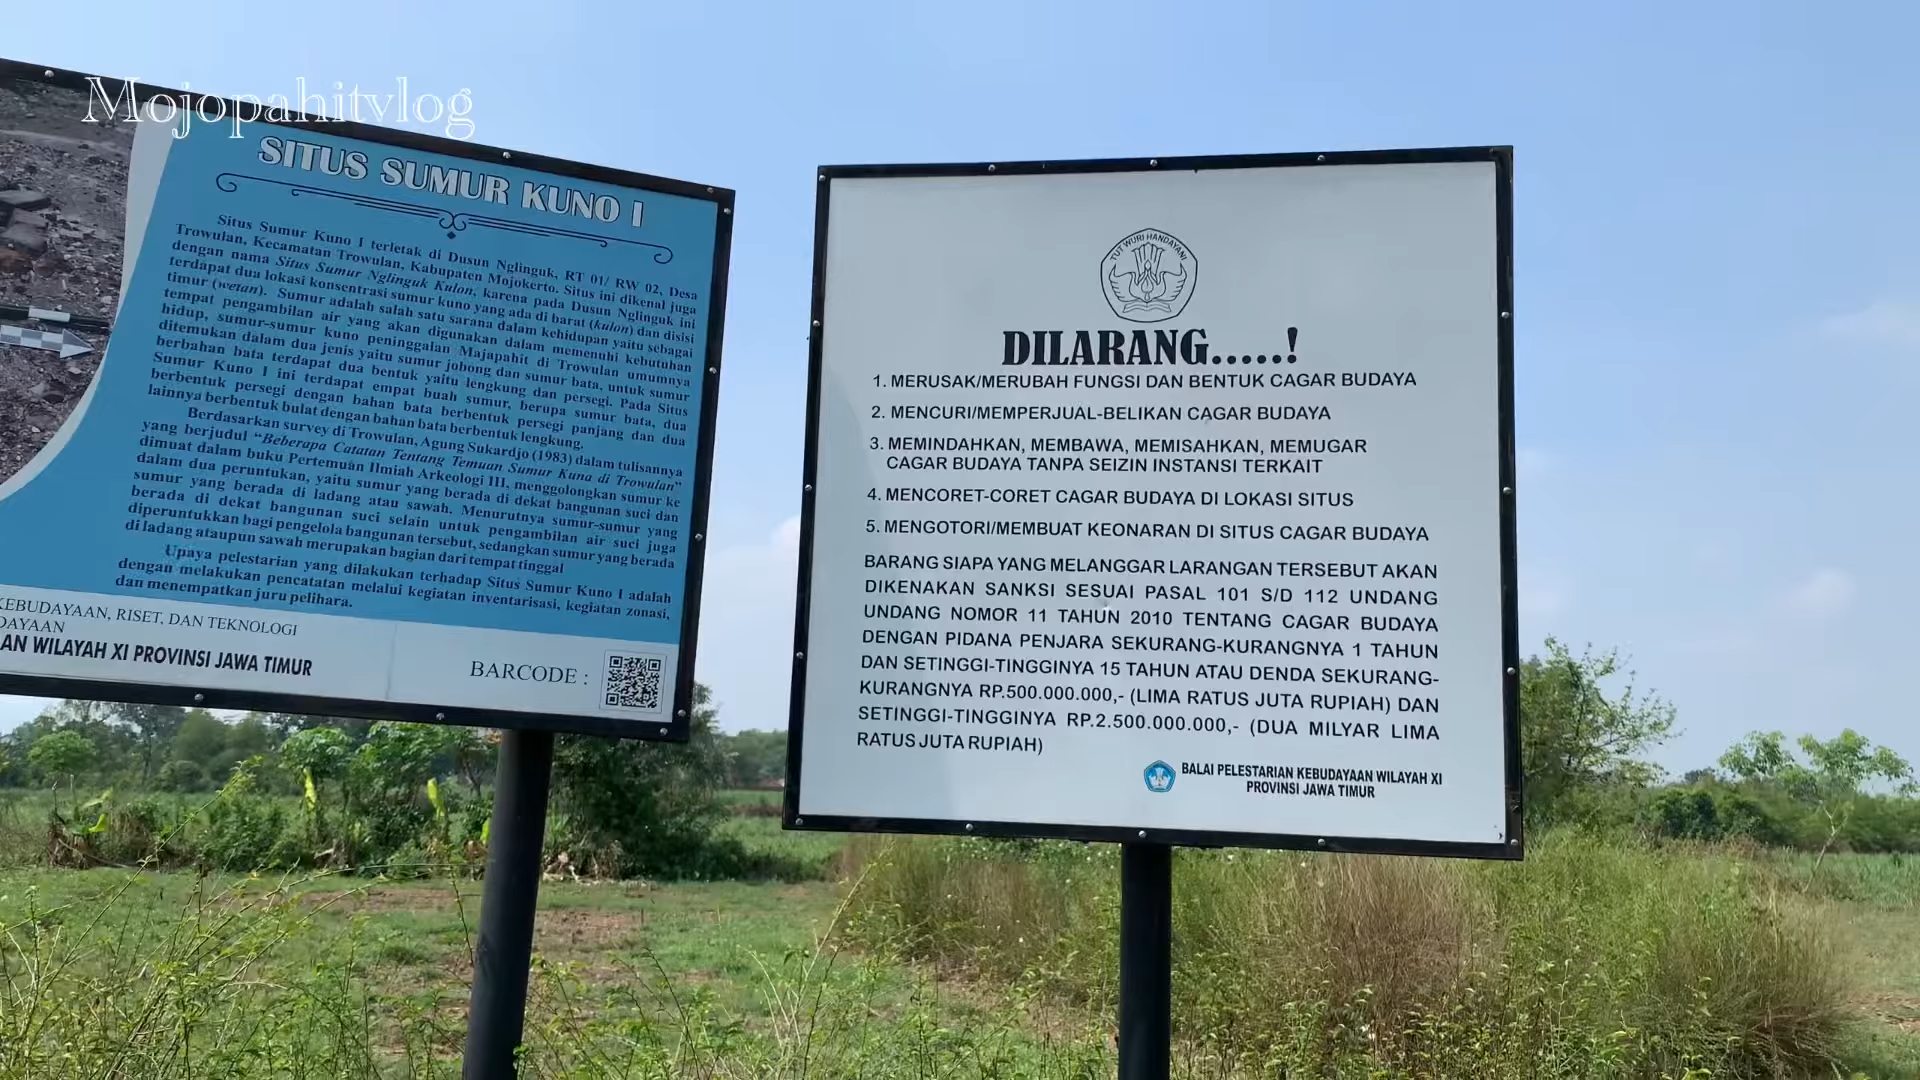 Mojopahitvlog
SITUS SUMUR KUNO I
Situs Sumur Kuno I terletak di Dusun Nglinguk, RT 01/ RW 02, Desa
Trowulan, Kecamatan Trowulan, Kabupaten Mojokerto. Situs ini dikenal juga
dengan nama Situs Sumur Nglinguk Kulon, karena pada Dusun Nglinguk ini
terdapat dua lokasi konsentrasi sumur kuno yang ada di barat (kulon) dan disisi
timur (wetan). Sumur adalah salah satu sarana dalam kehidupan yaitu sebagai
tempat pengambilan air yang akan digunakan dalam memenuhi kebutuhan
hidup, sumur-sumur kuno peninggalan Majapahit di Trowulan umumnya
ditemukan dalam dua jenis yaitu sumur jobong dan sumur bata, untuk sumur
berbahan bata terdapat dua bentuk yaitu lengkung dan persegi. Pada Situs
Sumur Kuno I ini terdapat empat buah sumur, berupa sumur bata, dua
berbentuk persegi dengan bahan bata berbentuk persegi panjang dan dua
lainnya berbentuk bulat dengan bahan bata berbentuk lengkung.
Berdasarkan survey di Trowulan, Agung Sukardjo (1983) dalam tulisannya
yang berjudul "Beberapa Catatan Tentang Temuan Sumur Kuna di Trowulan"
dimuat dalam buku Pertemuan Ilmiah Arkeologi III, menggolongkan sumur ke
dalam dua peruntukan, yaitu sumur yang berada di dekat bangunan suci dan
sumur yang berada di ladang atau sawah. Menurutnya sumur-sumur yang
berada di dekat bangunan suci selain untuk pengambilan air suci juga
diperuntukkan bagi pengelola bangunan tersebut, sedangkan sumur yang berada
di ladang ataupun sawah merupakan bagian dari tempat tinggal
Upaya pelestarian yang dilakukan terhadap Situs Sumur Kuno I adalah
dengan melakukan pencatatan melalui kegiatan inventarisasi, kegiatan zonasi,
dan menempatkan juru pelihara.
KEBUDAYAAN, RISET, DAN TEKNOLOGI
DAYAAN
AN WILAYAH XI PROVINSI JAWA TIMUR
BARCODE :
TUT WURI HANDAYANI
DILARANG.....!
1. MERUSAK/MERUBAH FUNGSI DAN BENTUK CAGAR BUDAYA
2. MENCURI/MEMPERJUAL-BELIKAN CAGAR BUDAYA
3. MEMINDAHKAN, MEMBAWA, MEMISAHKAN, MEMUGAR
CAGAR BUDAYA TANPA SEIZIN INSTANSI TERKAIT
4. MENCORET-CORET CAGAR BUDAYA DI LOKASI SITUS
5. MENGOTORI/MEMBUAT KEONARAN DI SITUS CAGAR BUDAYA
BARANG SIAPA YANG MELANGGAR LARANGAN TERSEBUT AKAN
DIKENAKAN SANKSI SESUAI PASAL 101 S/D 112 UNDANG
UNDANG NOMOR 11 TAHUN 2010 TENTANG CAGAR BUDAYA
DENGAN PIDANA PENJARA SEKURANG-KURANGNYA 1 TAHUN
DAN SETINGGI-TINGGINYA 15 TAHUN ATAU DENDA SEKURANG-
KURANGNYA RP.500.000.000,- (LIMA RATUS JUTA RUPIAH) DAN
SETINGGI-TINGGINYA RP.2.500.000.000,- (DUA MILYAR LIMA
RATUS JUTA RUPIAH)
BALAI PELESTARIAN KEBUDAYAAN WILAYAH XI
PROVINSI JAWA TIMUR